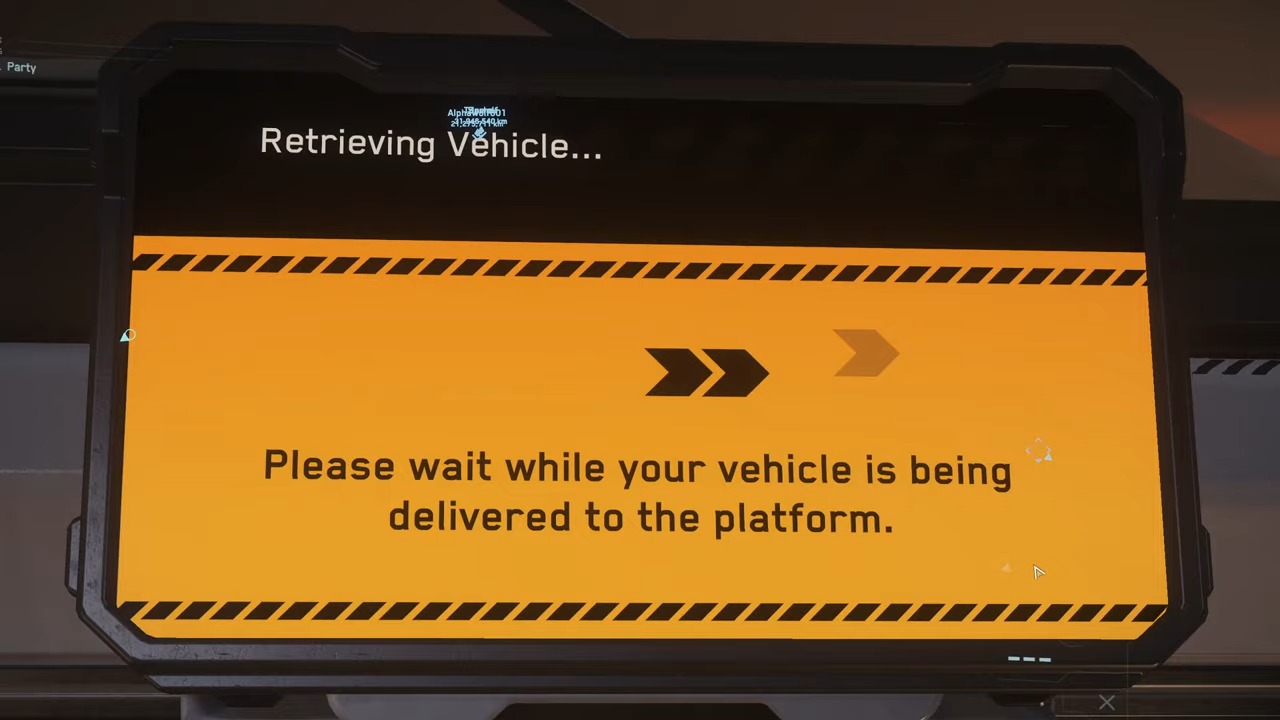 Party
Retrieving Vehicle...
Please wait while your vehicle is being
delivered to the platform.